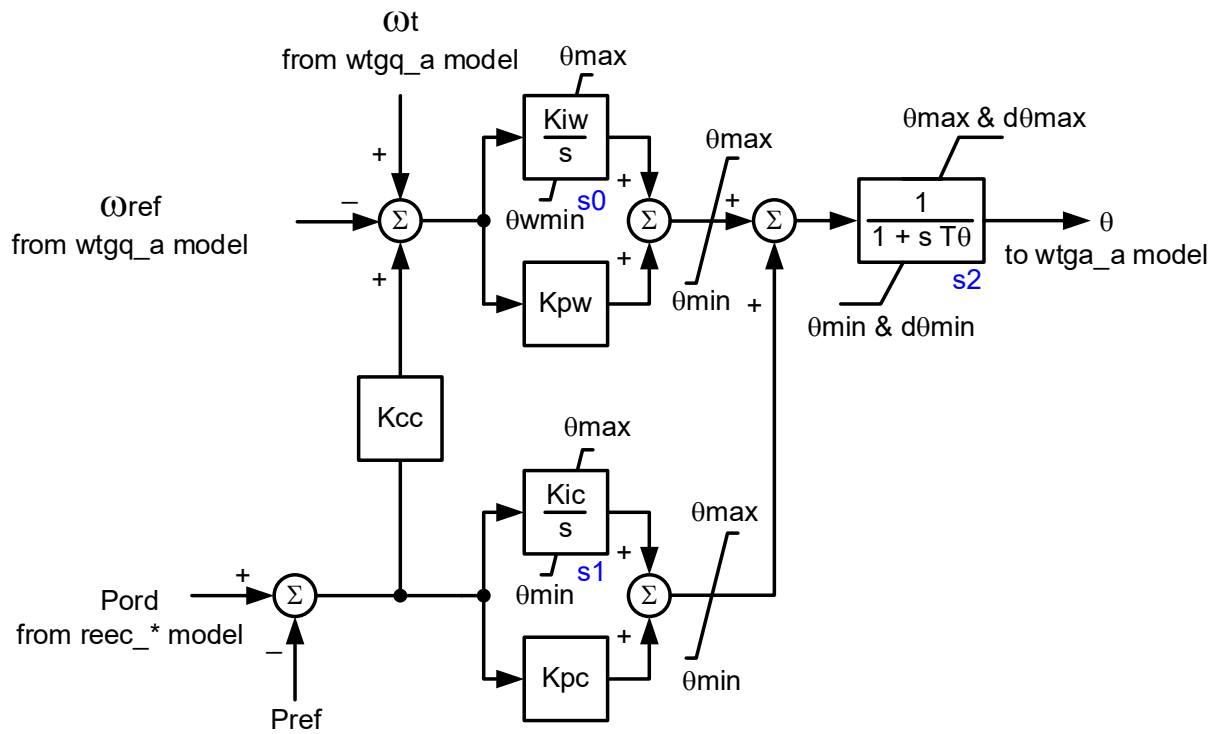 ωt
from wtgq_a model
θmax
Kiw
s
θwmin
s0
+
−
+
ωref
from wtgq_a model
Σ
+
+
Σ
Kpw
θmax
θmin
+
Σ
+
θmax & dθmax
1
1 + s Tθ
s2
θmin & dθmin
θ
to wtga_a model
Kcc
θmax
Kic
s
θmin
s1
+
+
Σ
Kpc
θmax
θmin
Pord
from reec_* model
+
Σ
−
Pref